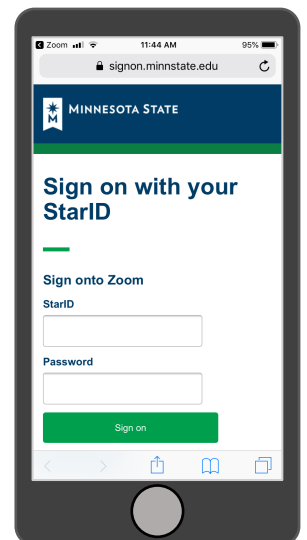 Zoom 11:44 AM 95%
signon.minnstate.edu
M MINNESOTA STATE
Sign on with your
StarID
Sign onto Zoom
StarID
Password
Sign on